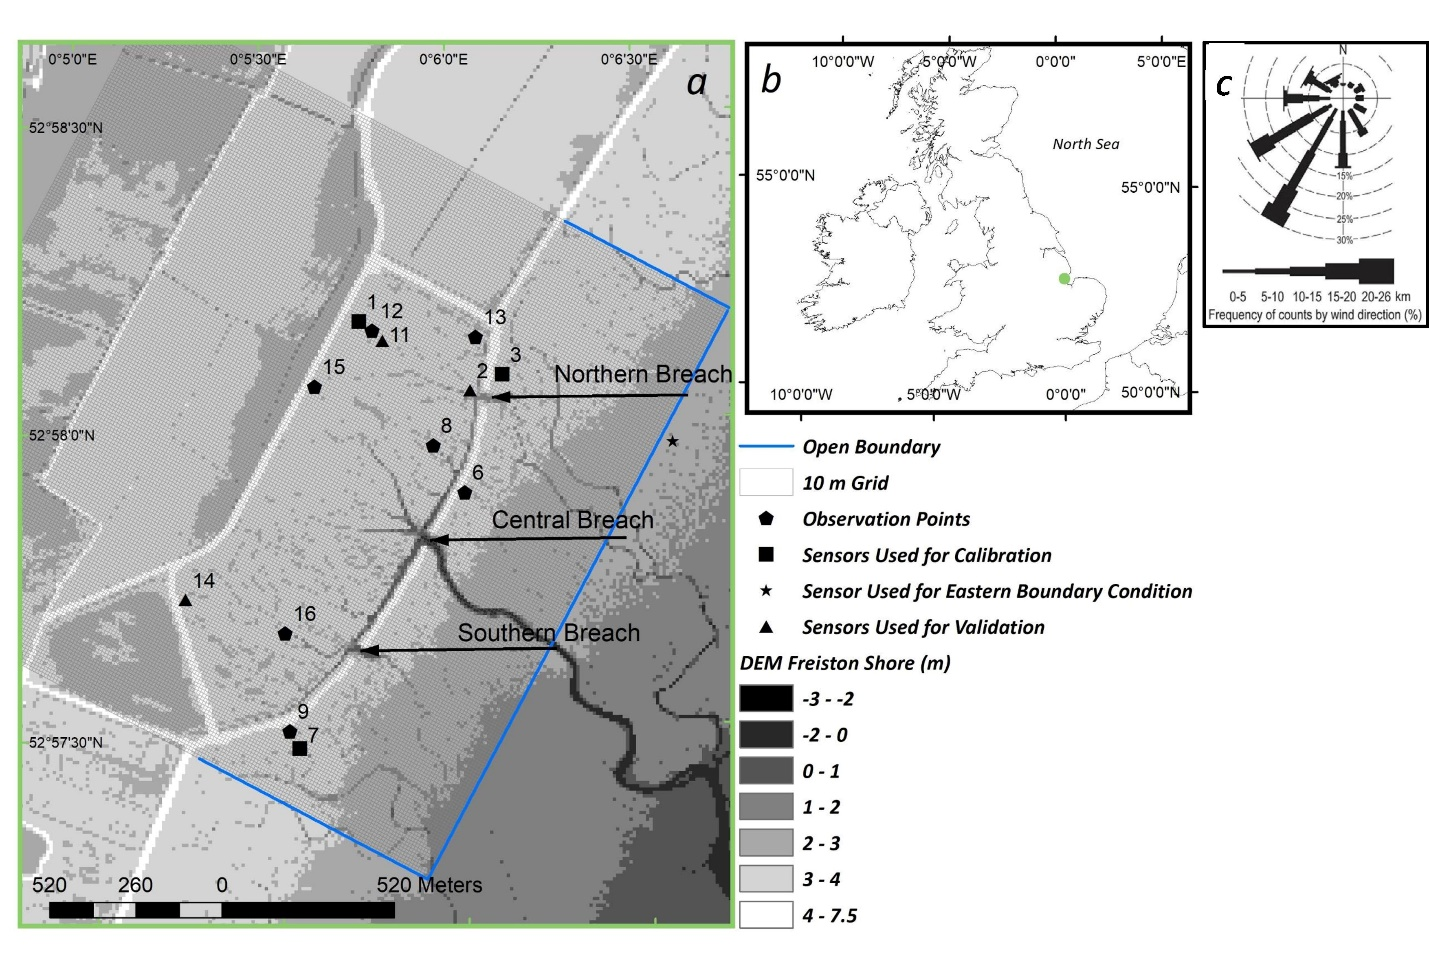 0°5'0"E 0°5'30"E 0°6'0"E 0°6'30"E
a
52°58'30"N
1 12
11
13
3
15
2
Northern Breach
52°58'0"N
8
6
Central Breach
14
16
Southern Breach
9
7
52°57'30"N
520 260 0 520 Meters
b
10°0'0"W 5°0'0"W 0°0'0" 5°0'0"E
North Sea
55°0'0"N 55°0'0"N
10°0'0"W 5°0'0"W 0°0'0" 50°0'0"N
c
N
15%
20%
25%
30%
0-5 5-10 10-15 15-20 20-26 km
Frequency of counts by wind direction (%)
Open Boundary
10 m Grid
Observation Points
Sensors Used for Calibration
Sensor Used for Eastern Boundary Condition
Sensors Used for Validation
DEM Freiston Shore (m)
-3 - -2
-2 - 0
0 - 1
1 - 2
2 - 3
3 - 4
4 - 7.5